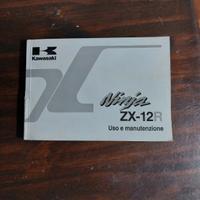 Kawasaki
Ninja
ZX-12R
Uso e manutenzione